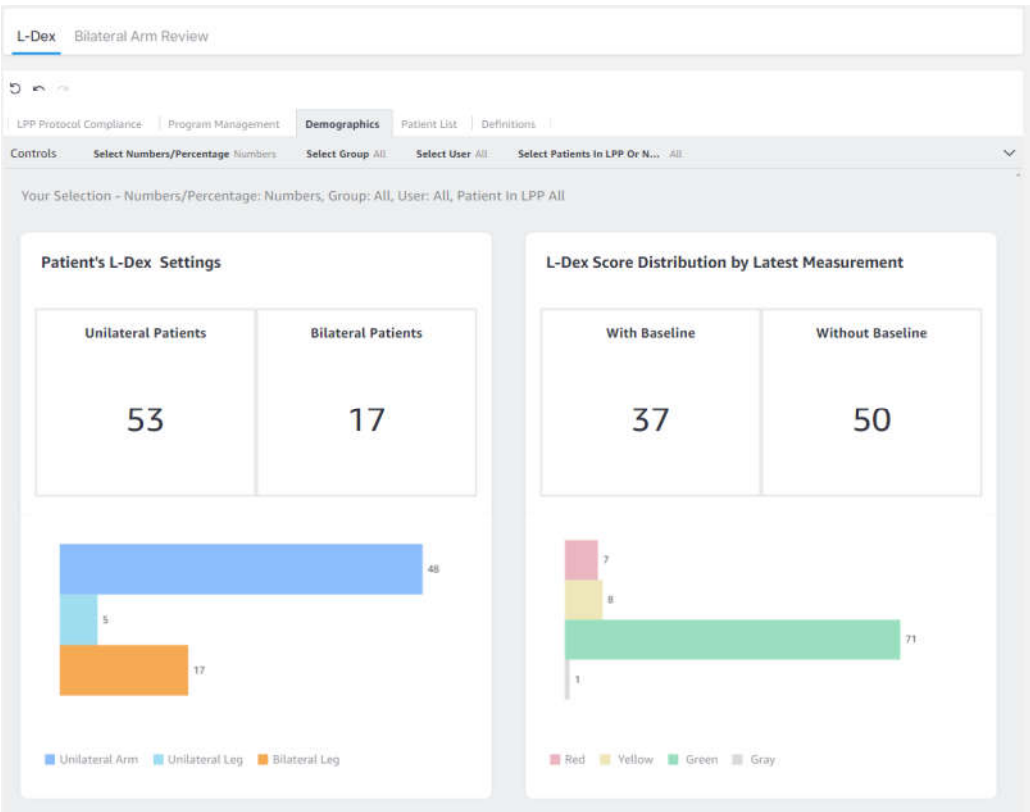 L-Dex Bilateral Arm Review
LPP Protocol Compliance Program Management Demographics Patient List Definitions
Controls Select Numbers/Percentage Numbers Select Group All Select User All Select Patients In LPP Or N... All
Your Selection - Numbers/Percentage: Numbers, Group: All, User: All, Patient In LPP All
Patient's L-Dex Settings
Unilateral Patients Bilateral Patients
53 17
48
5
17
Unilateral Arm Unilateral Leg Bilateral Leg
L-Dex Score Distribution by Latest Measurement
With Baseline Without Baseline
37 50
7
8
71
1
Red Yellow Green Gray